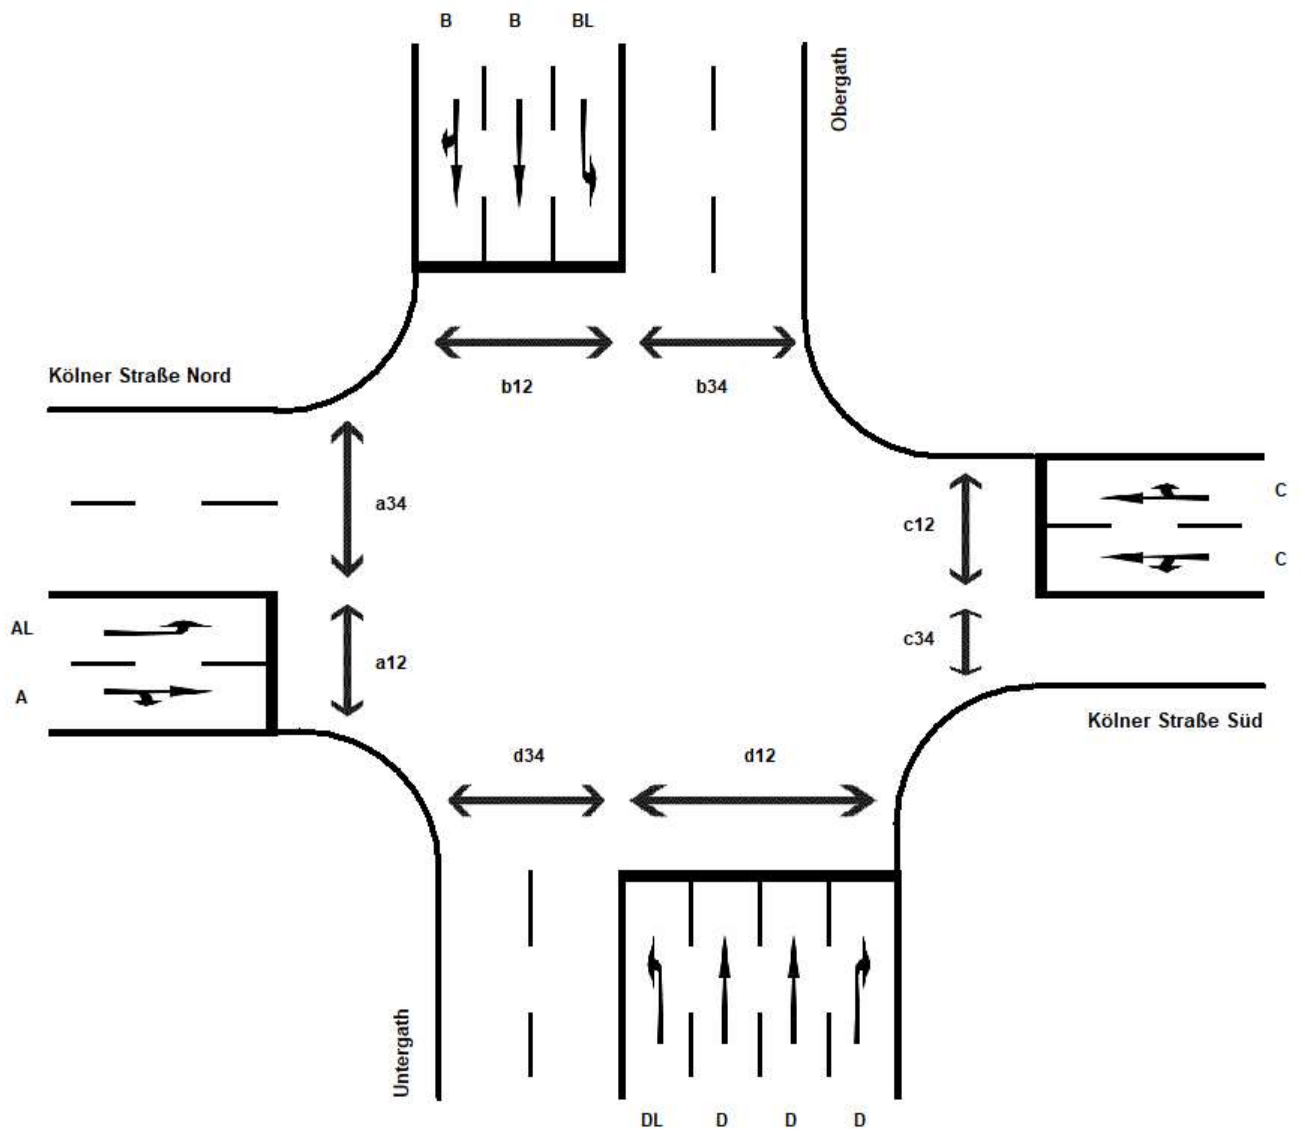 B B BL
Obergath
b12 b34
Kölner Straße Nord
a34
c12
C
C
AL
A
a12
c34
Kölner Straße Süd
d34 d12
Untergath
DL D D D